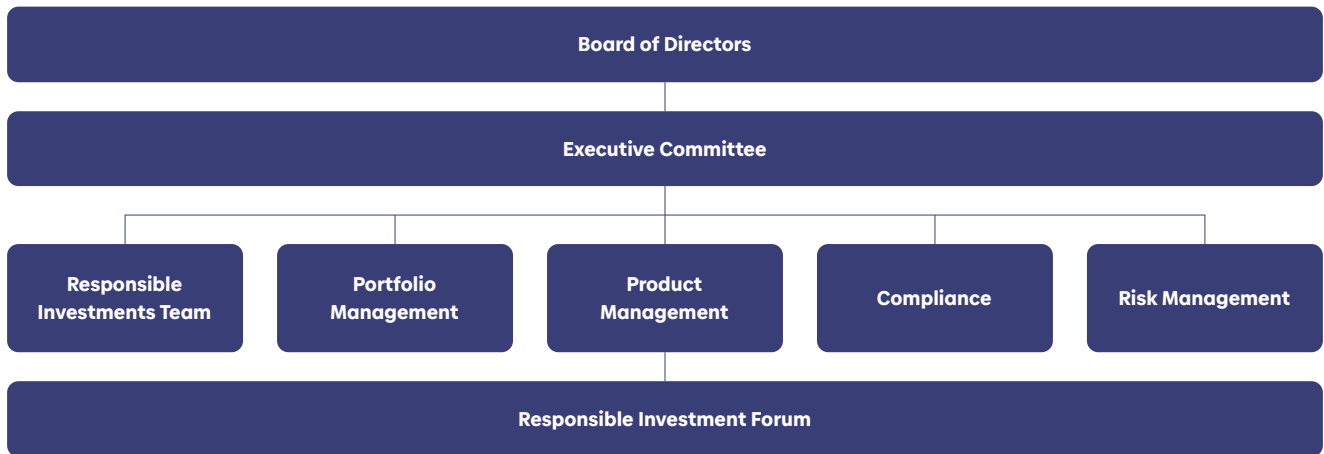 Board of Directors
Executive Committee
Responsible
Investments Team
Portfolio
Management
Product
Management
Compliance
Risk Management
Responsible Investment Forum